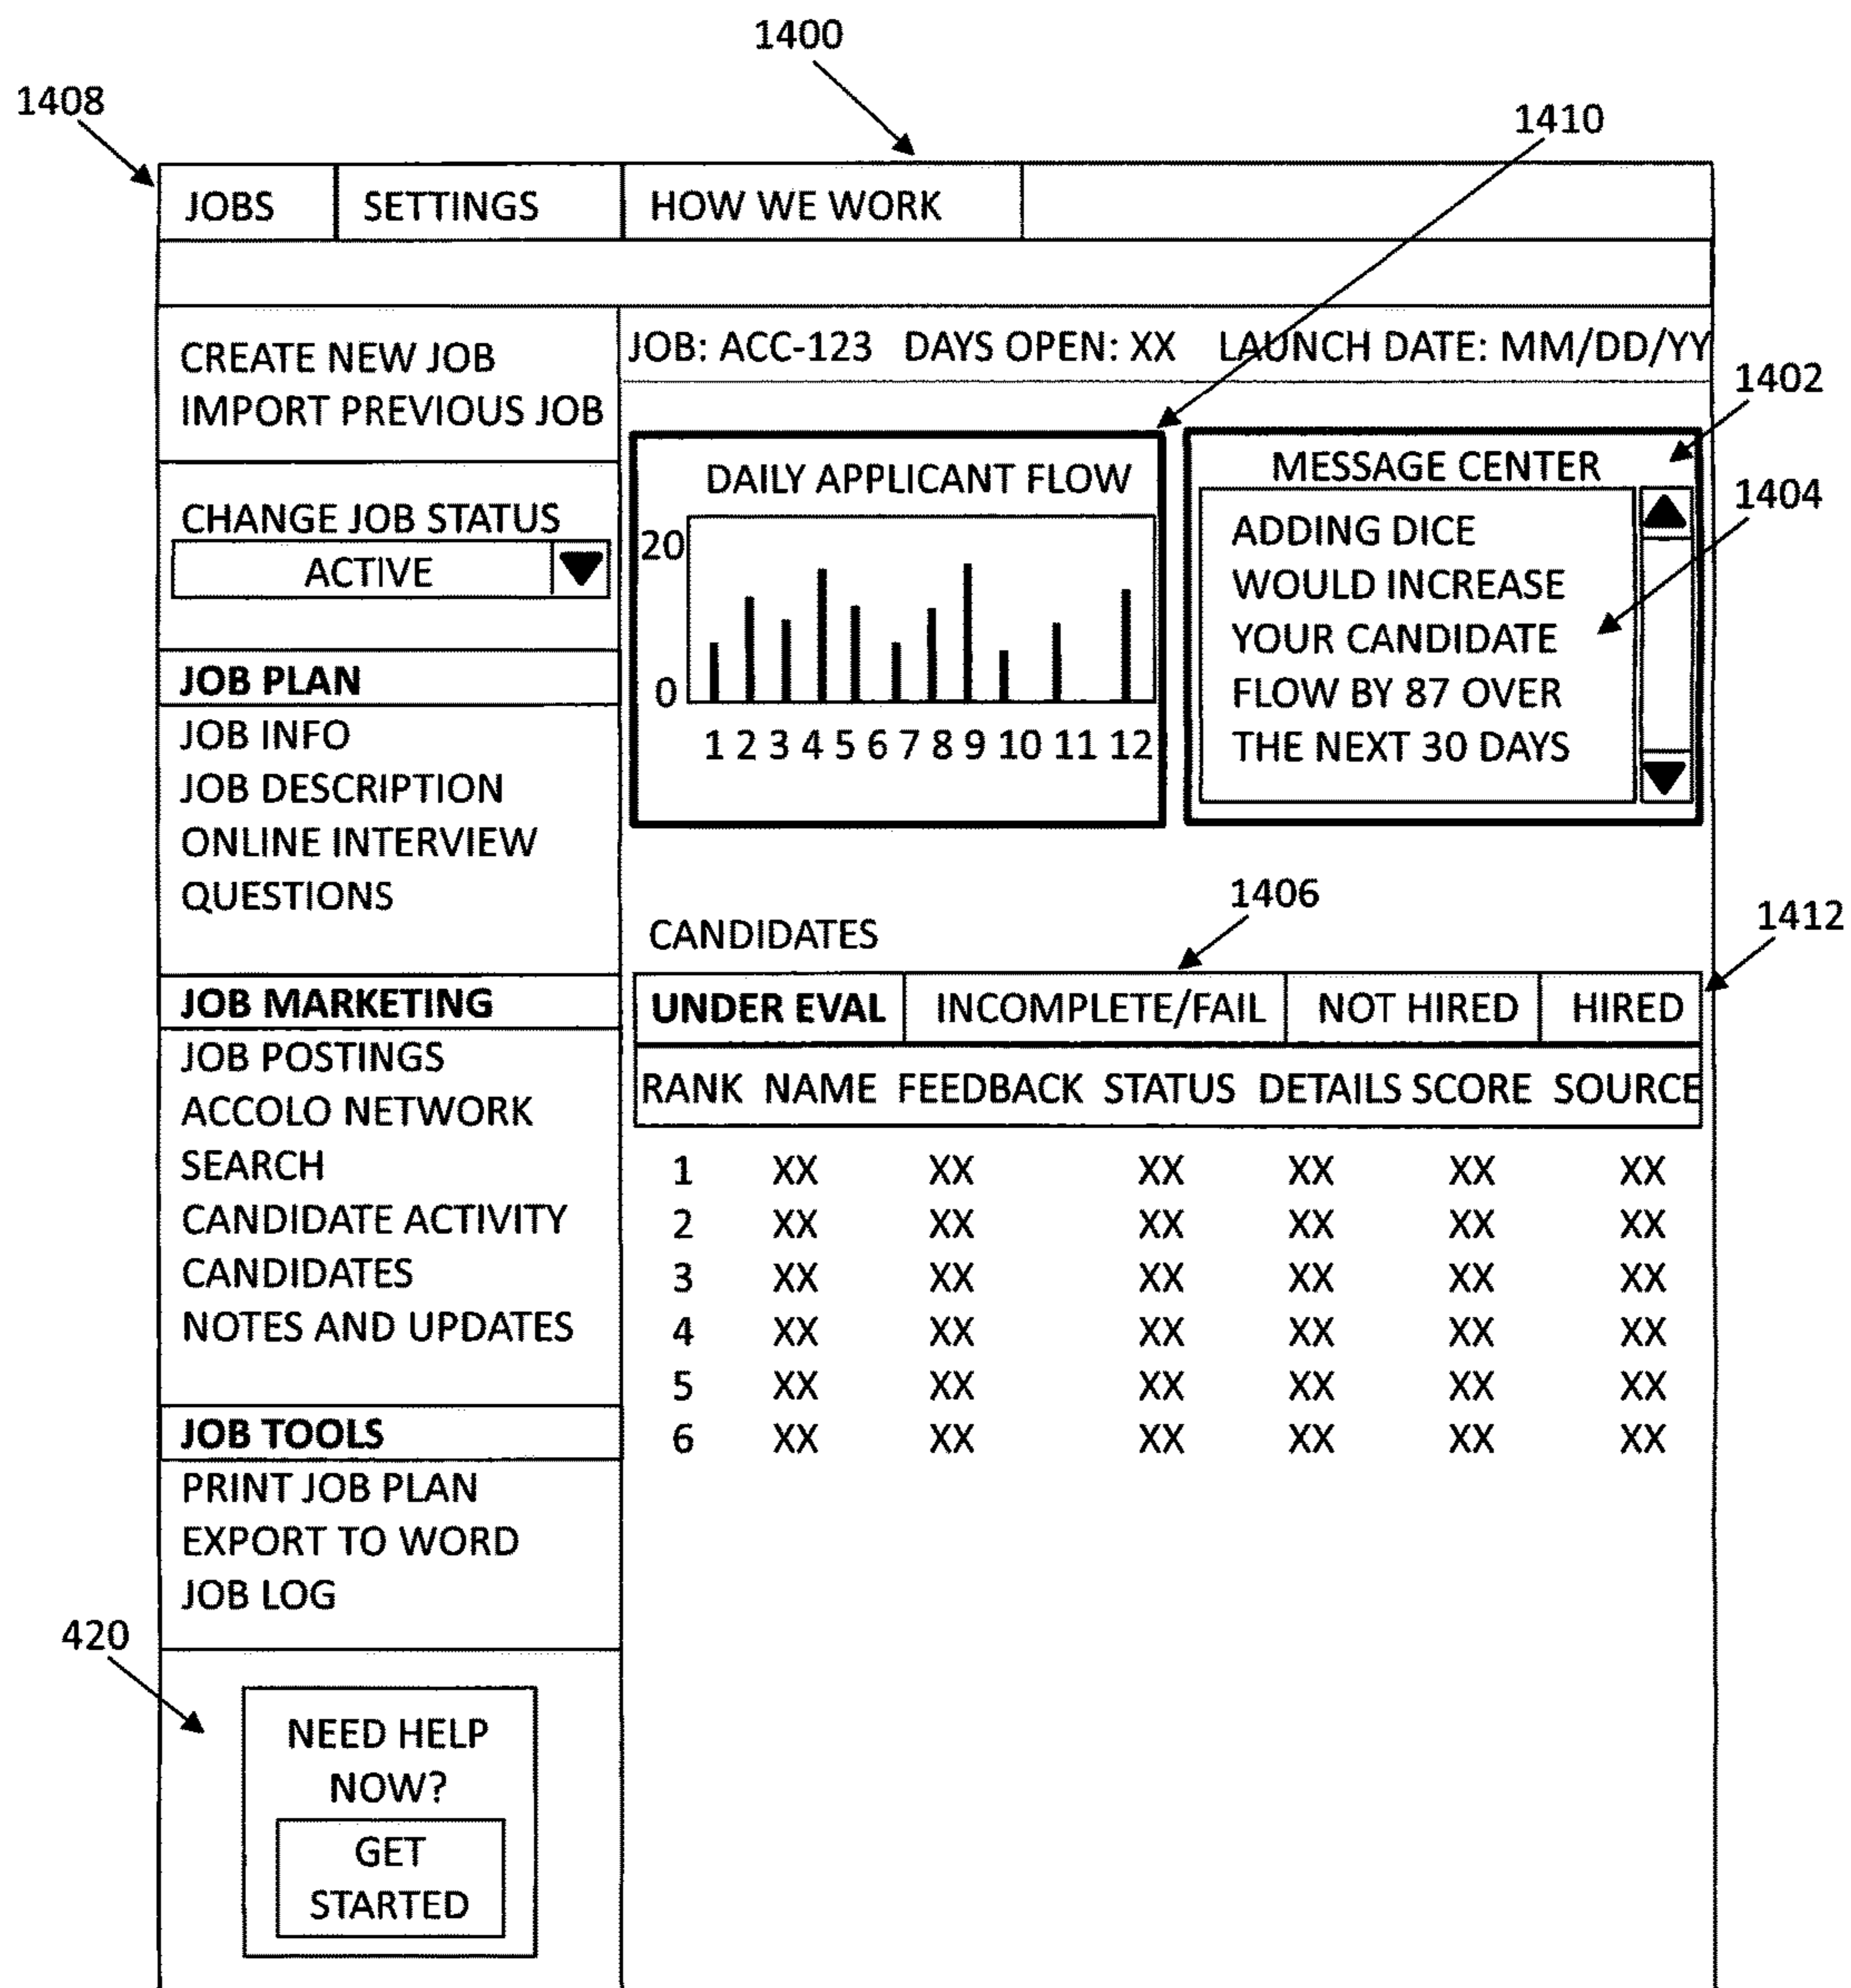 1400
1408
1410
JOBS SETTINGS HOW WE WORK
CREATE NEW JOB
IMPORT PREVIOUS JOB
CHANGE JOB STATUS
ACTIVE
JOB PLAN
JOB INFO
JOB DESCRIPTION
ONLINE INTERVIEW
QUESTIONS
JOB MARKETING
JOB POSTINGS
ACCOLO NETWORK
SEARCH
CANDIDATE ACTIVITY
CANDIDATES
NOTES AND UPDATES
JOB TOOLS
PRINT JOB PLAN
EXPORT TO WORD
JOB LOG
420
NEED HELP
NOW?
GET
STARTED
JOB: ACC-123 DAYS OPEN: XX LAUNCH DATE: MM/DD/YY
1402
DAILY APPLICANT FLOW
20
0
1 2 3 4 5 6 7 8 9 10 11 12
MESSAGE CENTER
1404
ADDING DICE
WOULD INCREASE
YOUR CANDIDATE
FLOW BY 87 OVER
THE NEXT 30 DAYS
1406
1412
CANDIDATES
UNDER EVAL INCOMPLETE/FAIL NOT HIRED HIRED
RANK NAME FEEDBACK STATUS DETAILS SCORE SOURCE
1 XX XX XX XX XX XX
2 XX XX XX XX XX XX
3 XX XX XX XX XX XX
4 XX XX XX XX XX XX
5 XX XX XX XX XX XX
6 XX XX XX XX XX XX